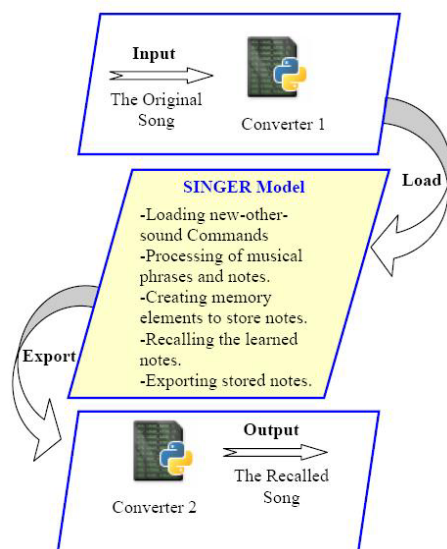 Input
The Original
Song
Converter 1
Load
SINGER Model
-Loading new-other-
sound Commands
-Processing of musical
phrases and notes.
-Creating memory
elements to store notes.
-Recalling the learned
notes.
-Exporting stored notes.
Export
Converter 2
Output
The Recalled
Song